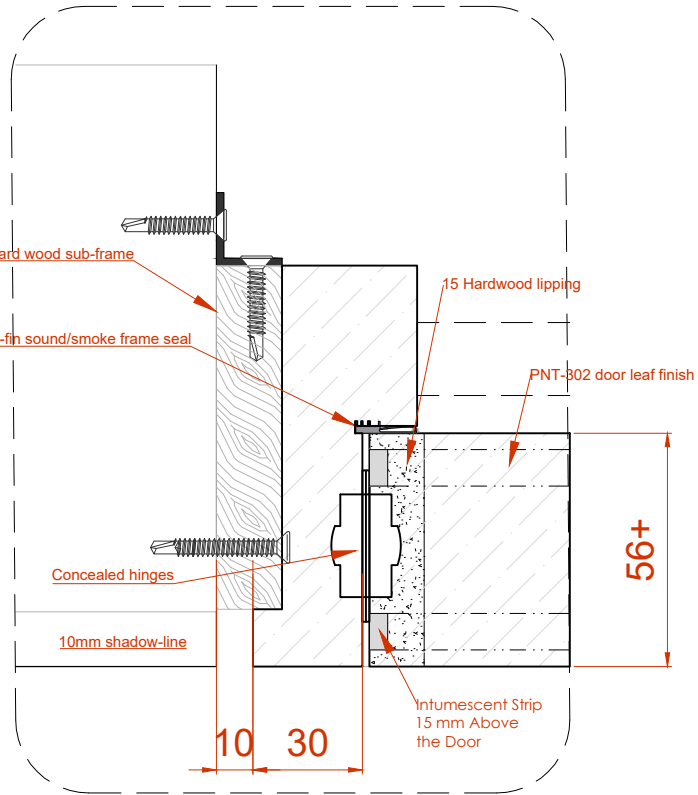 ard wood sub-frame
15 Hardwood lipping
-fin sound/smoke frame seal
PNT-302 door leaf finish
56+
Concealed hinges
10mm shadow-line
Intumescent Strip
15 mm Above
the Door
10
30